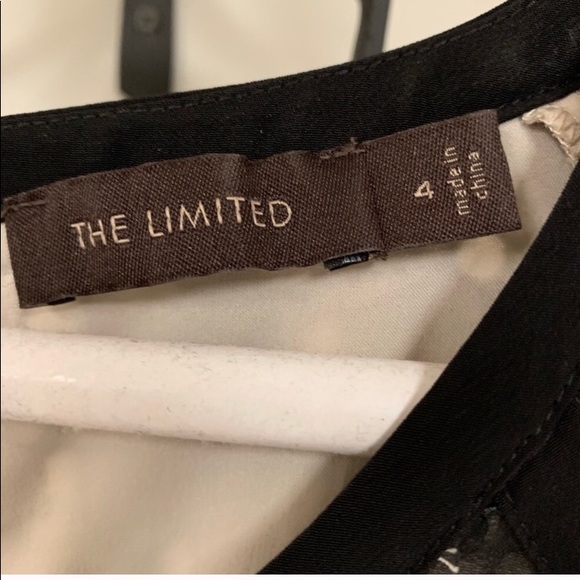 THE LIMITED
4
made in
china